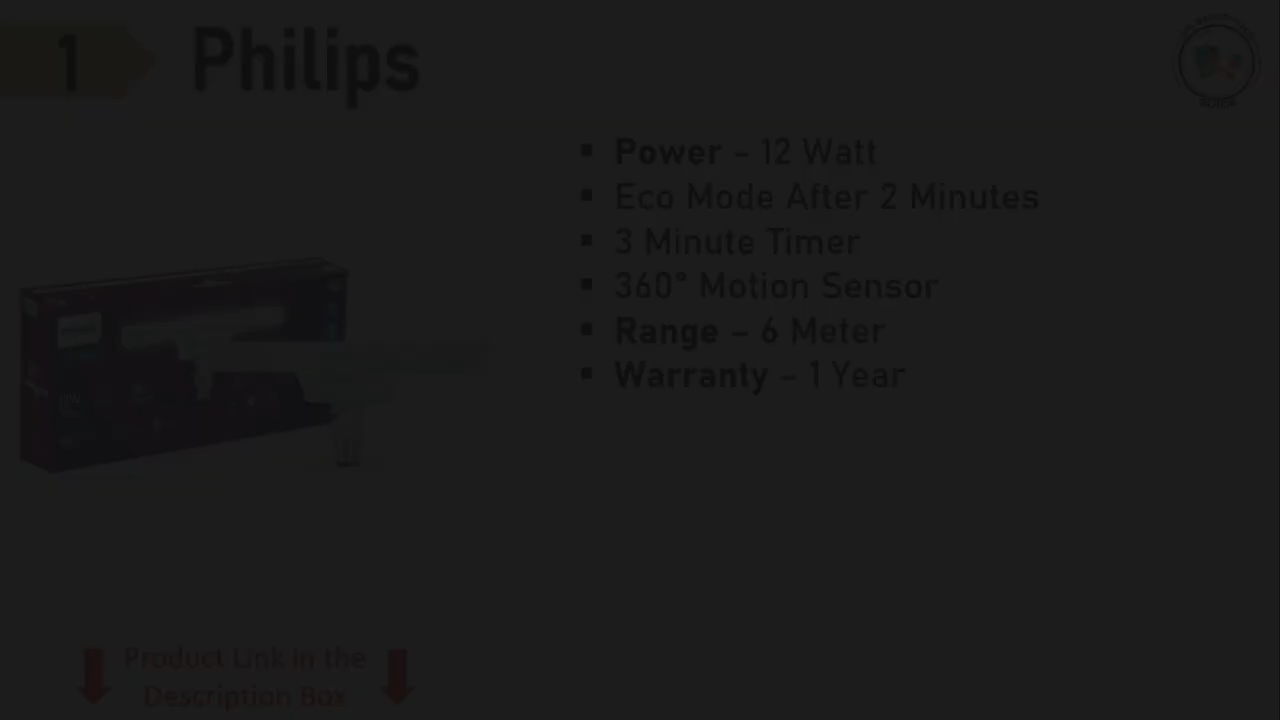 1
Philips
Power – 12 Watt
Eco Mode After 2 Minutes
3 Minute Timer
360° Motion Sensor
Range – 6 Meter
Warranty – 1 Year
Product Link in the
Description Box